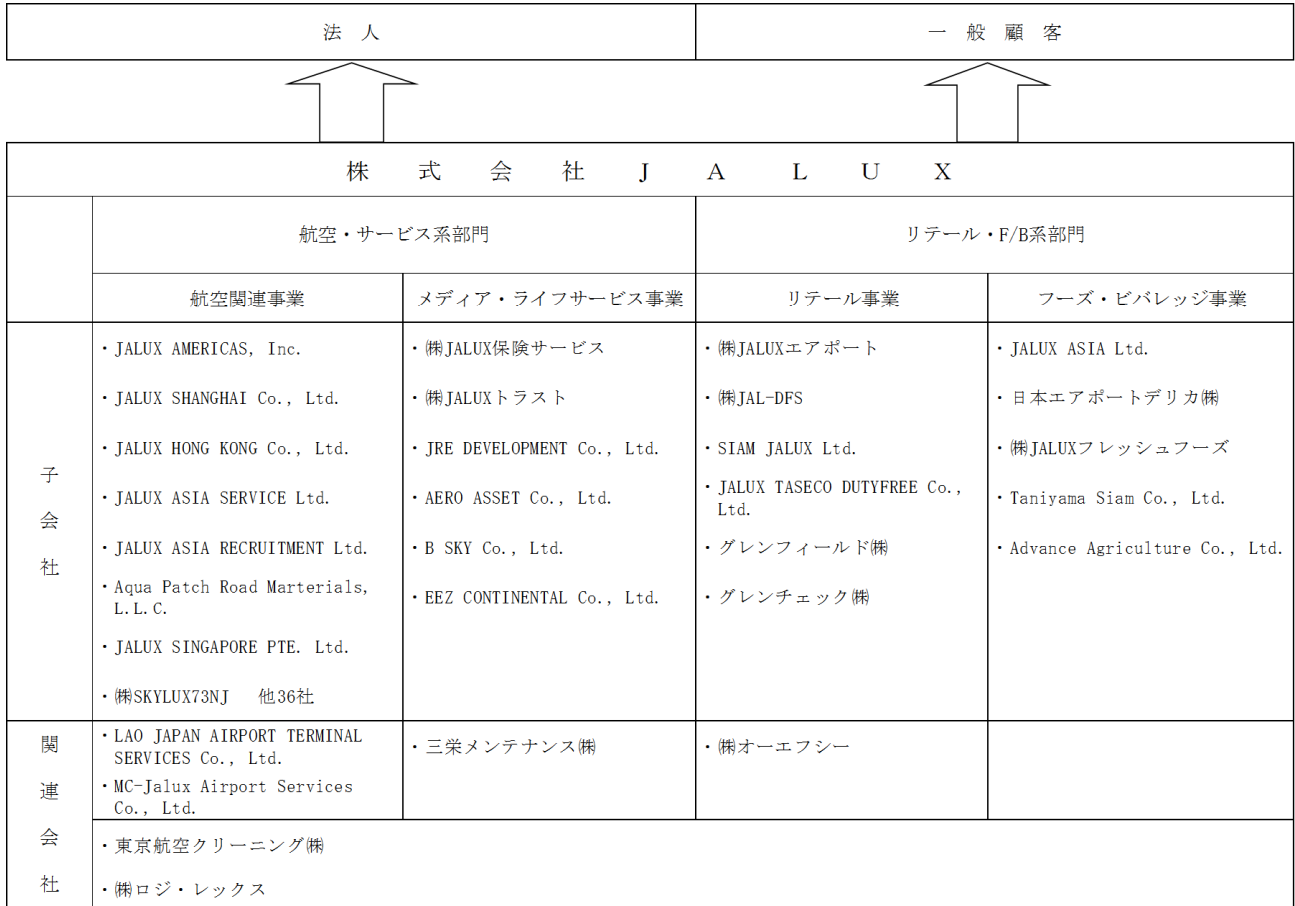 法 人
一 般 顧 客
株 式 会 社 J A L U X
航空・サービス系部門
リテール・F/B系部門
航空関連事業
メディア・ライフサービス事業
リテール事業
フーズ・ビバレッジ事業
子会社
・JALUX AMERICAS, Inc.
・JALUX SHANGHAI Co., Ltd.
・JALUX HONG KONG Co., Ltd.
・JALUX ASIA SERVICE Ltd.
・JALUX ASIA RECRUITMENT Ltd.
・Aqua Patch Road Marterials,
L.L.C.
・JALUX SINGAPORE PTE. Ltd.
・㈱SKYLUX73NJ 他36社
・㈱JALUX保険サービス
・㈱JALUXトラスト
・JRE DEVELOPMENT Co., Ltd.
・AERO ASSET Co., Ltd.
・B SKY Co., Ltd.
・EEZ CONTINENTAL Co., Ltd.
・㈱JALUXエアポート
・㈱JAL-DFS
・SIAM JALUX Ltd.
・JALUX TASECO DUTYFREE Co.,
Ltd.
・グレンフィールド㈱
・グレンチェック㈱
・JALUX ASIA Ltd.
・日本エアポートデリカ㈱
・㈱JALUXフレッシュフーズ
・Taniyama Siam Co., Ltd.
・Advance Agriculture Co., Ltd.
関連会社
・LAO JAPAN AIRPORT TERMINAL
SERVICES Co., Ltd.
・MC-Jalux Airport Services
Co., Ltd.
・三栄メンテナンス㈱
・㈱オーエフシー
・東京航空クリーニング㈱
・㈱ロジ・レックス